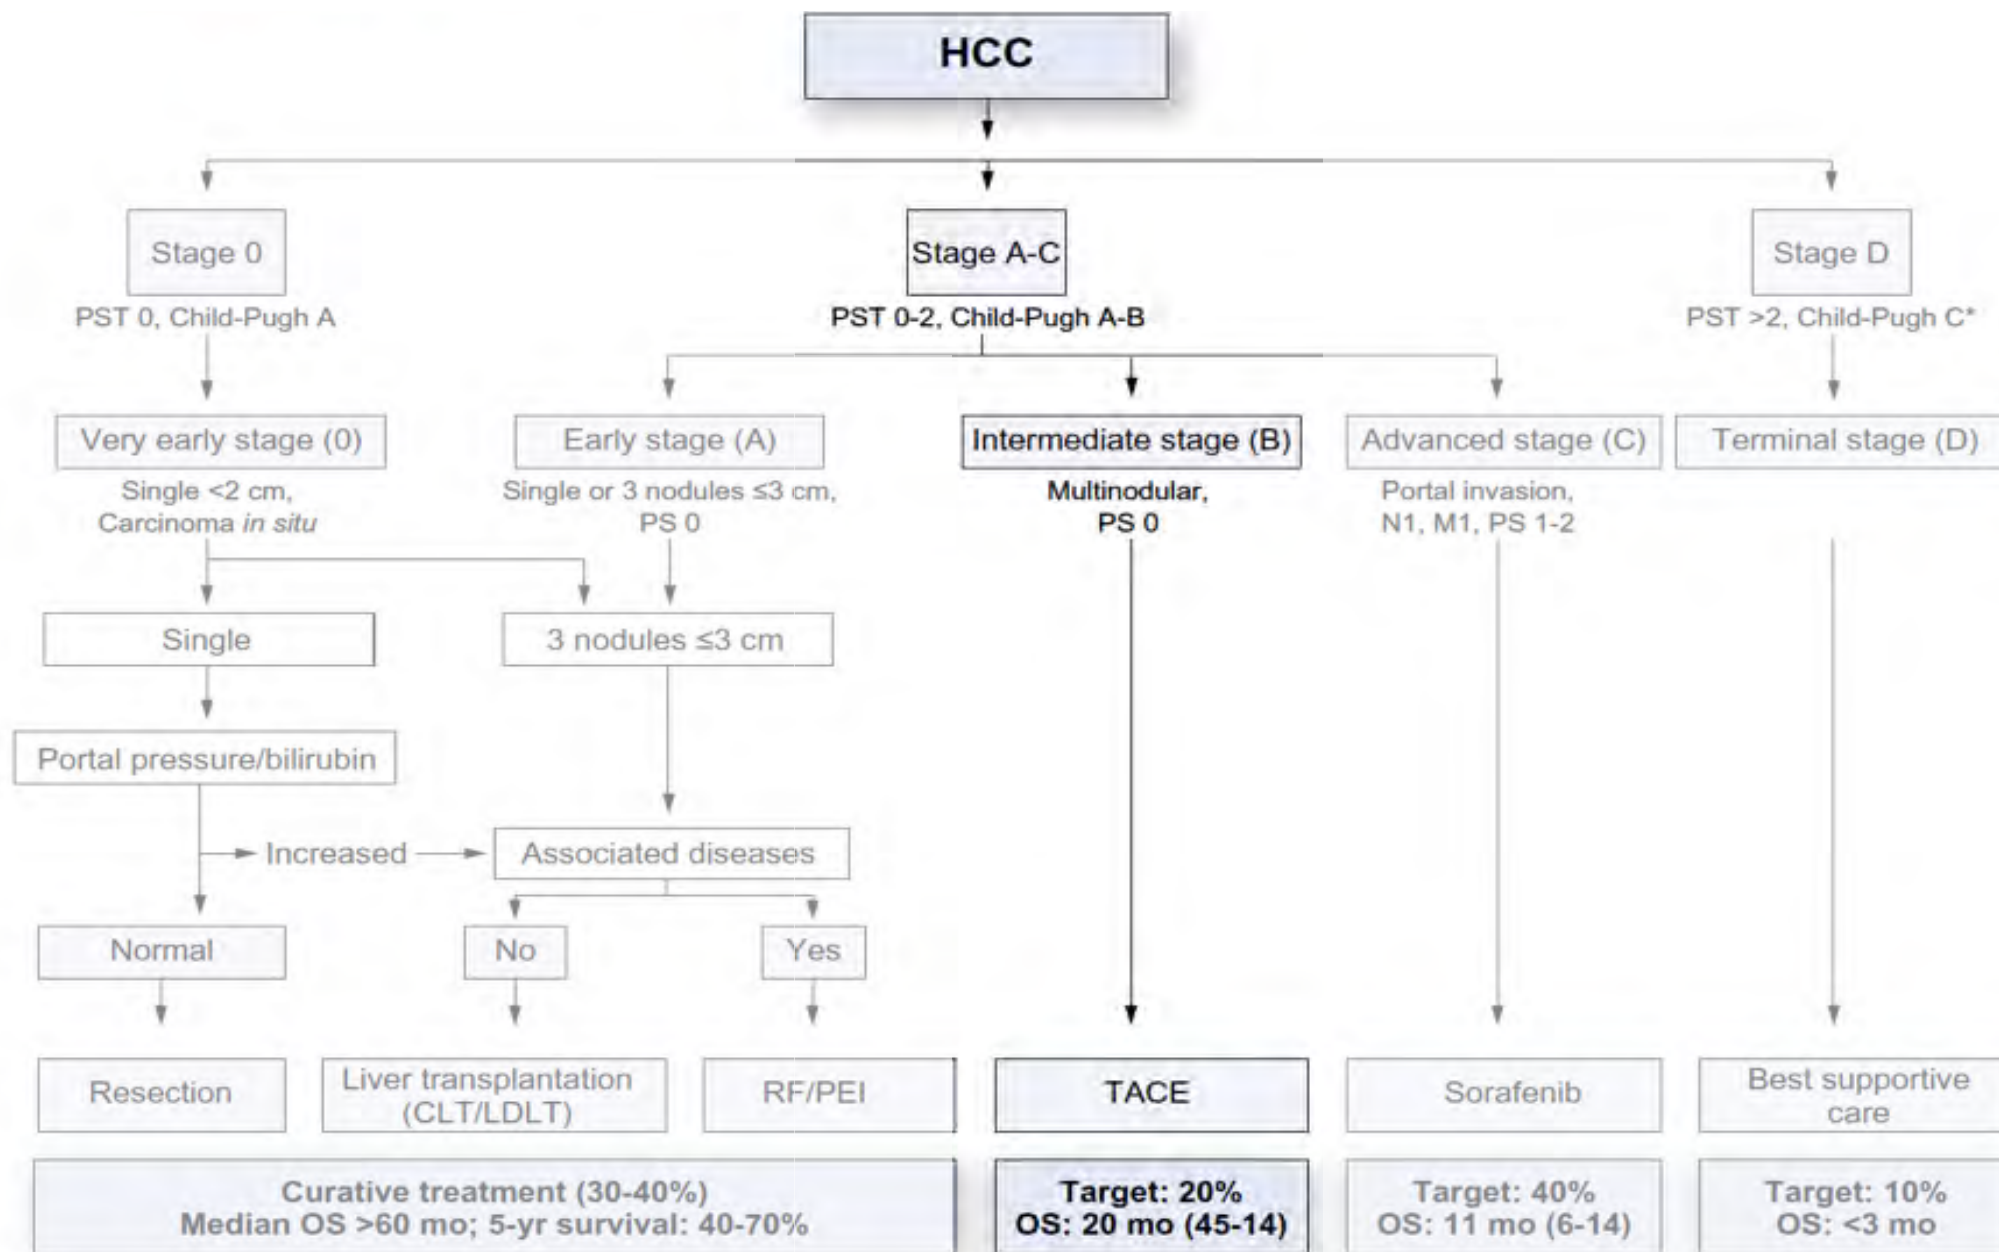 HCC
Stage 0
Stage A-C
Stage D
PST 0, Child-Pugh A
PST 0-2, Child-Pugh A-B
PST >2, Child-Pugh C*
Very early stage (0)
Early stage (A)
Intermediate stage (B)
Advanced stage (C)
Terminal stage (D)
Single <2 cm,
Carcinoma in situ
Single or 3 nodules ≤3 cm,
PS 0
Multinodular,
PS 0
Portal invasion,
N1, M1, PS 1-2
Single
3 nodules ≤3 cm
Portal pressure/bilirubin
Increased
Associated diseases
Normal
No
Yes
Resection
Liver transplantation
(CLT/LDLT)
RF/PEI
TACE
Sorafenib
Best supportive
care
Curative treatment (30-40%)
Median OS >60 mo; 5-yr survival: 40-70%
Target: 20%
OS: 20 mo (45-14)
Target: 40%
OS: 11 mo (6-14)
Target: 10%
OS: <3 mo